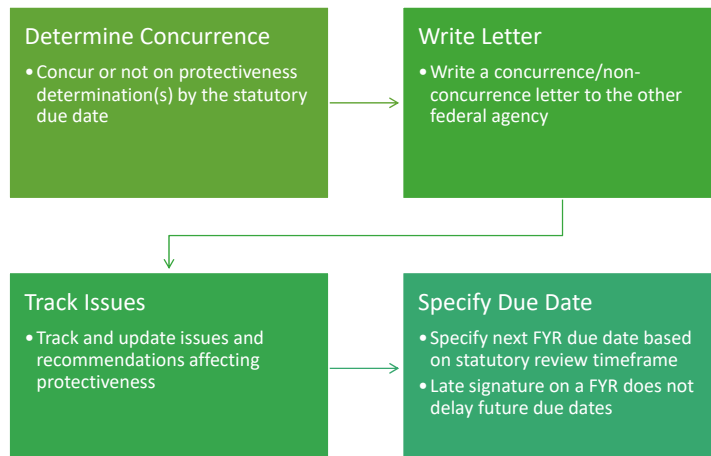 Determine Concurrence
• Concur or not on protectiveness
determination(s) by the statutory
due date
Write Letter
• Write a concurrence/non-
concurrence letter to the other
federal agency
Track Issues
• Track and update issues and
recommendations affecting
protectiveness
Specify Due Date
• Specify next FYR due date based
on statutory review timeframe
• Late signature on a FYR does not
delay future due dates